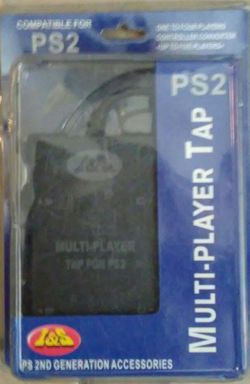 COMPATIBLE FOR
PS2
PS2
MULTI-PLAYER TAP
J&S
MULTI-PLAYER
TAP FOR PS2
J&S
PS 2ND GENERATION ACCESSORIES